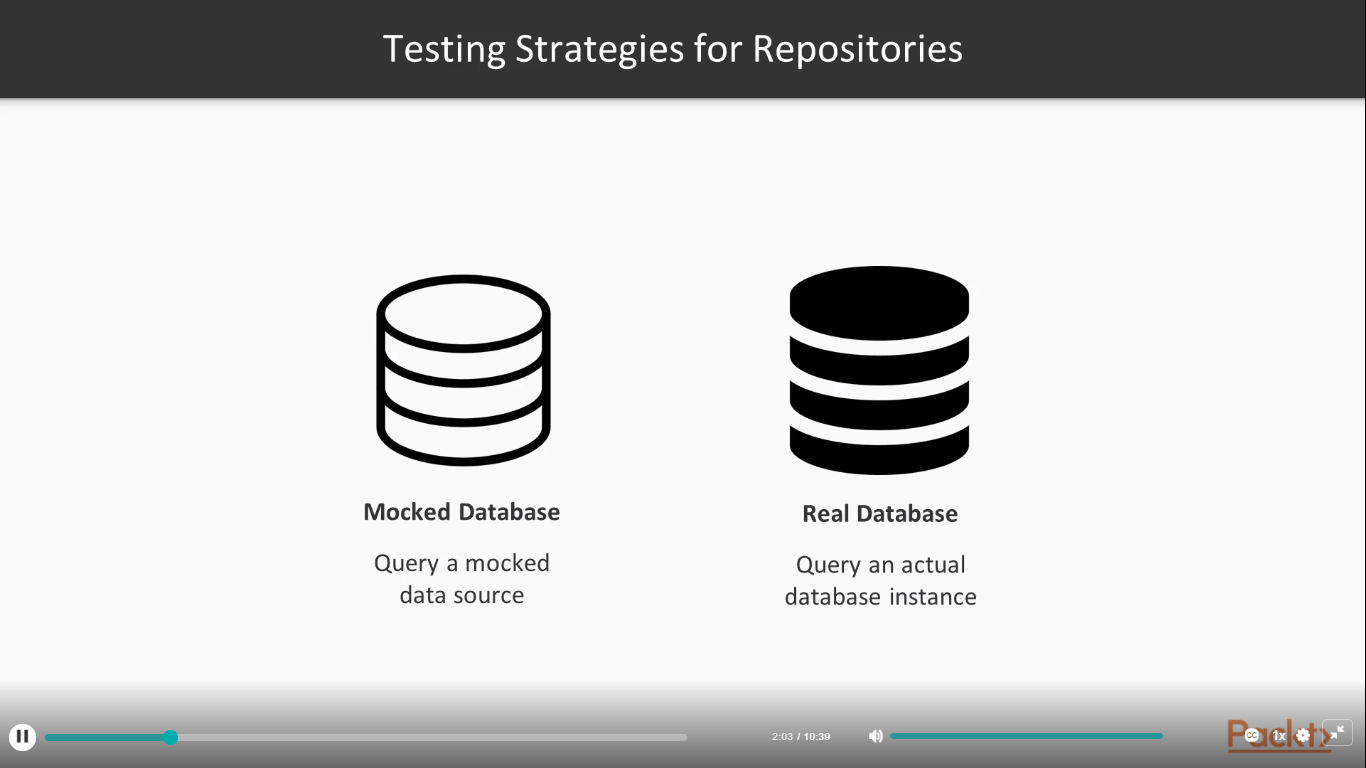 Testing Strategies for Repositories
Mocked Database
Real Database
Query a mocked
data source
Query an actual
database instance
2:03 / 10:39
Packt>
CC
1x